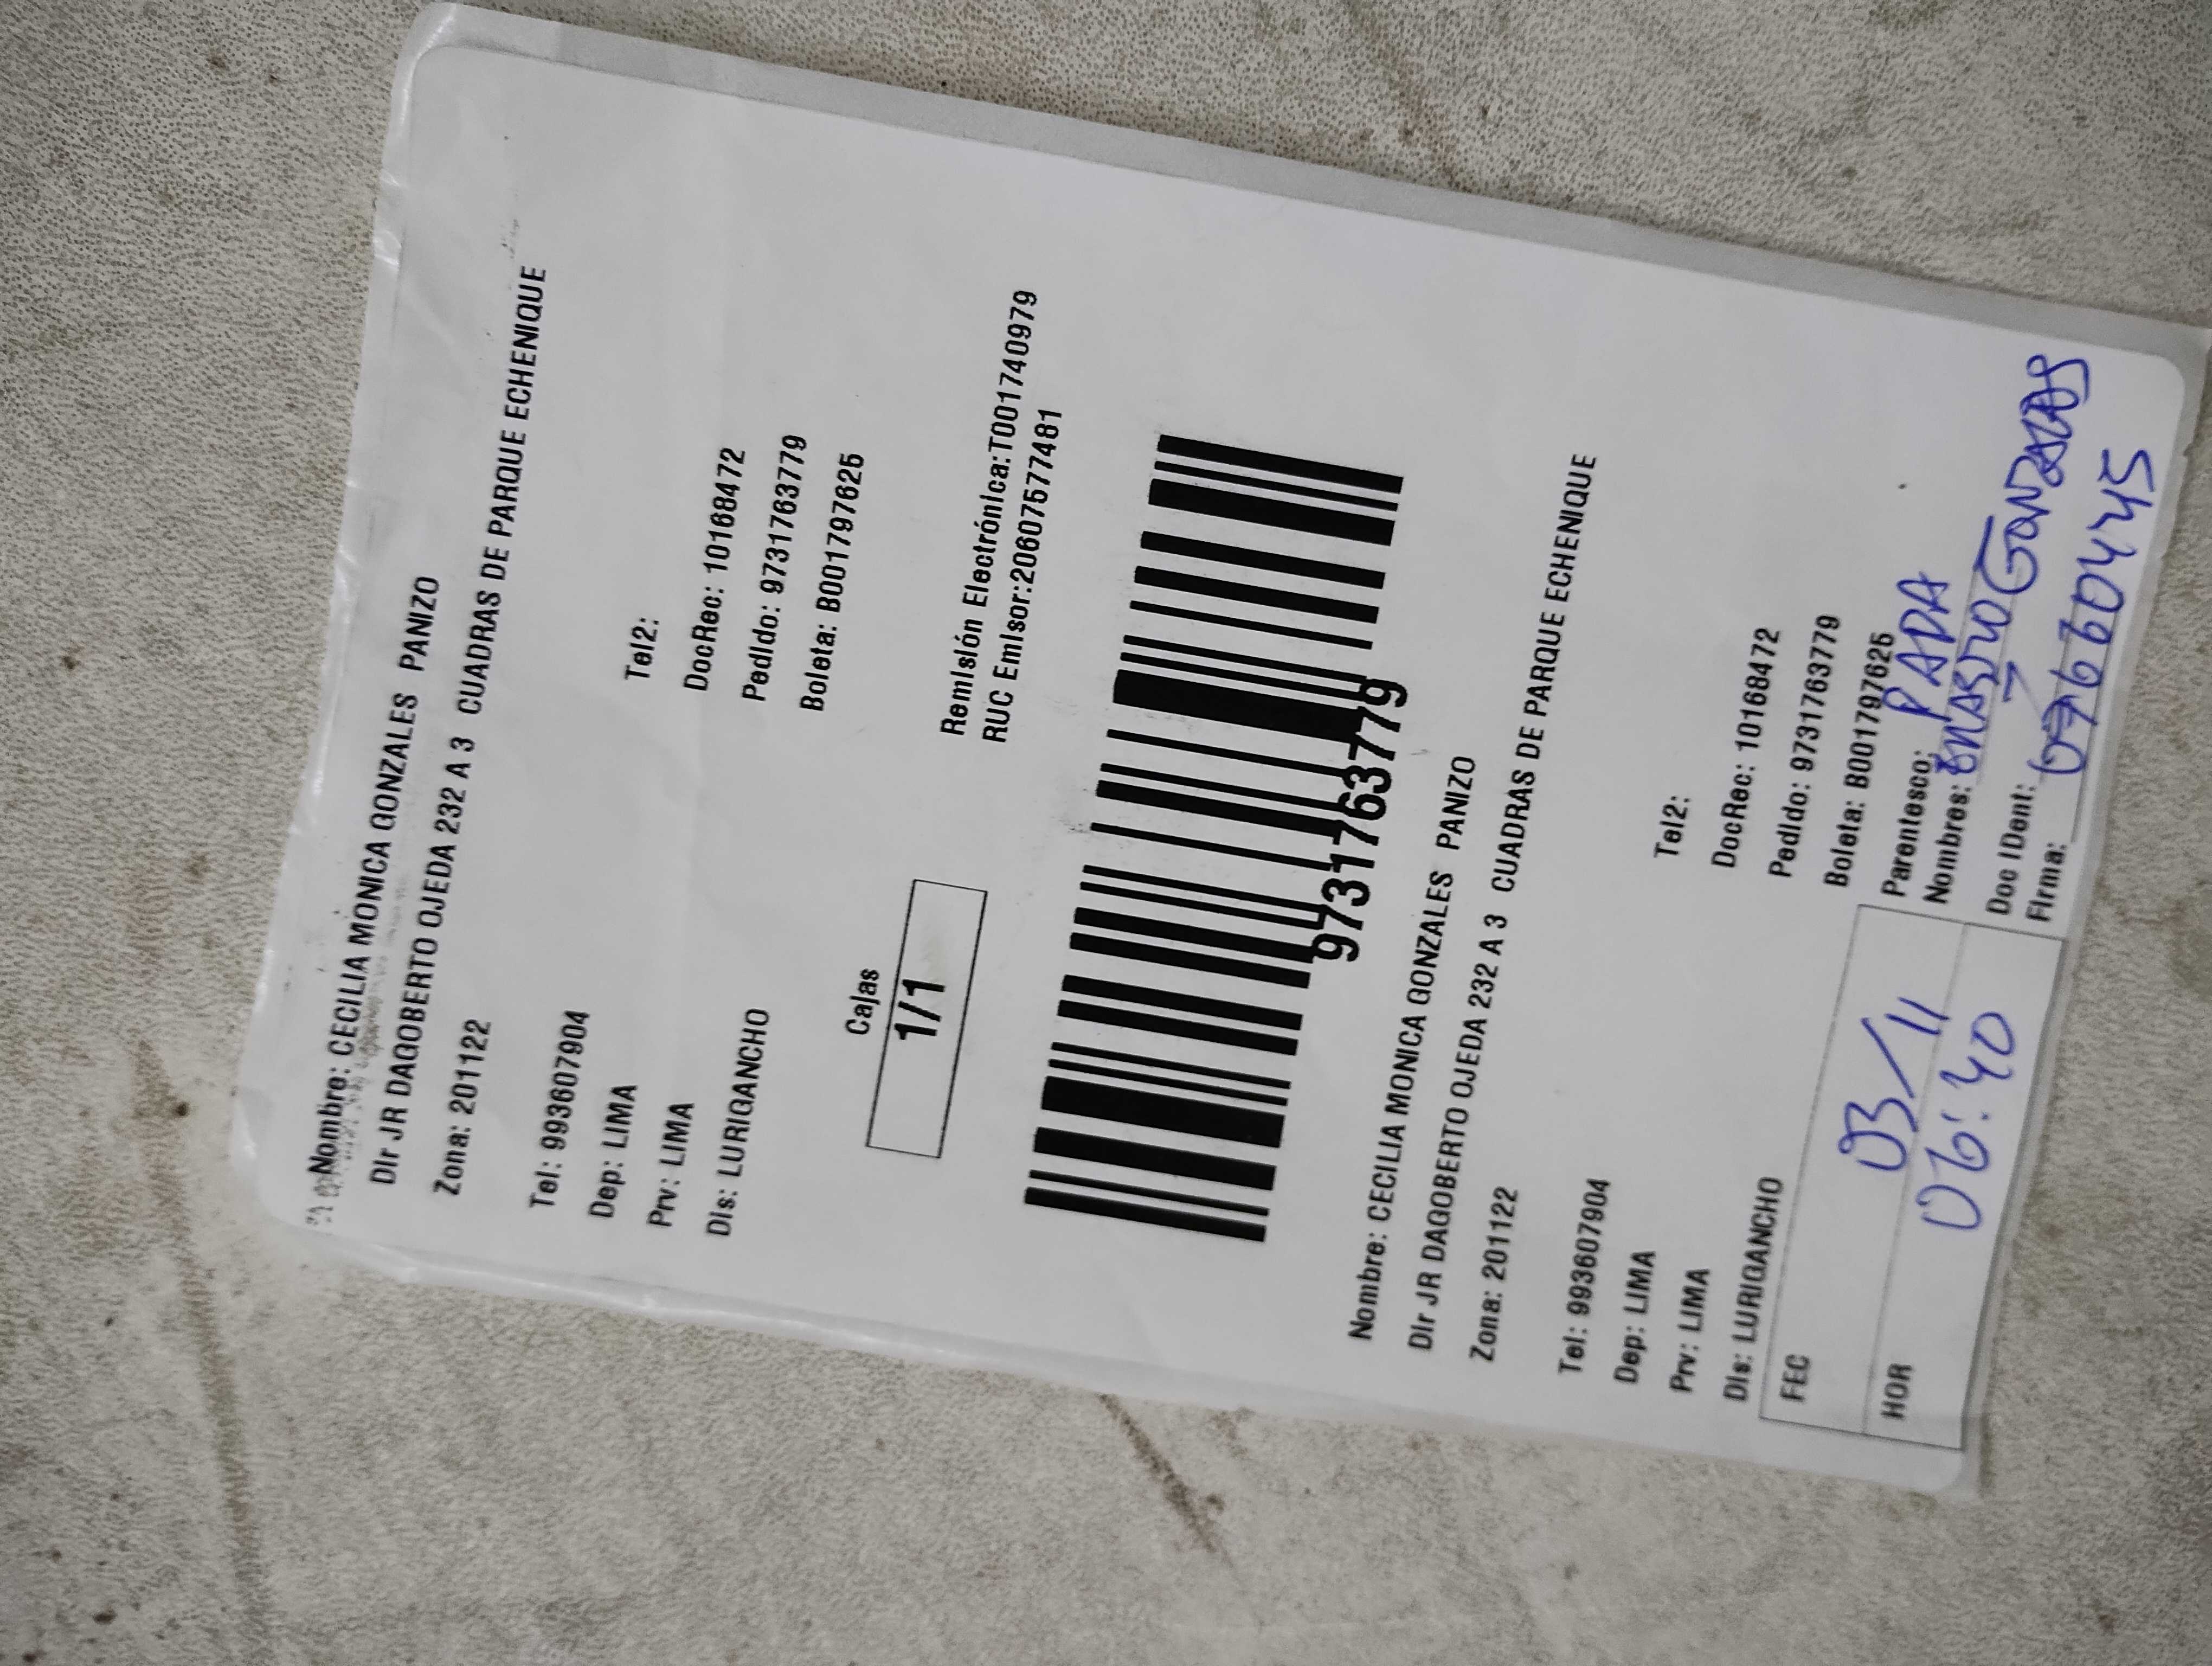 Nombre: CECILIA MONICA GONZALES PANIZO
Dir JR DAGOBERTO OJEDA 232 A 3 CUADRAS DE PARQUE ECHENIQUE
Zona: 201122
Tel: 993607904
Tel2:
Dep: LIMA
DocRec: 10168472
Prv: LIMA
Pedido: 9731763779
Dis: LURIGANCHO
Boleta: B001797625
Cajas
1/1
Remisión Electrónica:T001740979
RUC Emisor:20607577481
9731763779
Nombre: CECILIA MONICA GONZALES PANIZO
Dir JR DAGOBERTO OJEDA 232 A 3 CUADRAS DE PARQUE ECHENIQUE
Zona: 201122
Tel: 993607904
Tel2:
Dep: LIMA
DocRec: 10168472
Prv: LIMA
Pedido: 9731763779
Dis: LURIGANCHO
Boleta: B001797625
FEC 03/11
Parentesco: PAPA
HOR 06:40
Nombres: GONZALES
Doc IDent:
Firma: